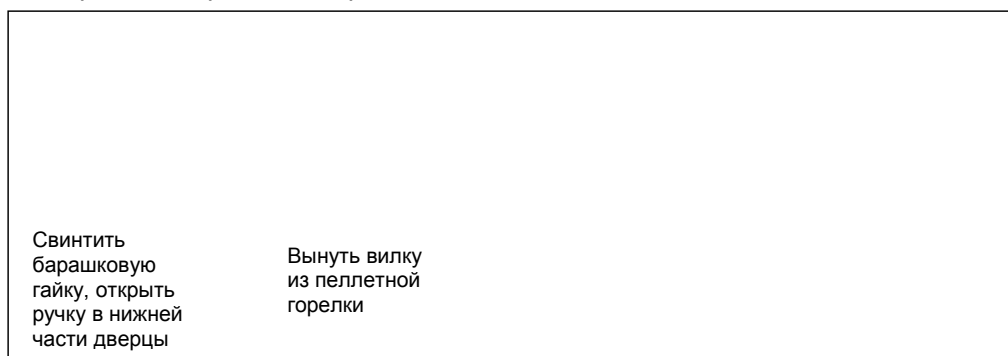 Свинтить
барашковую
гайку, открыть
ручку в нижней
части дверцы
Вынуть вилку
из пеллетной
горелки